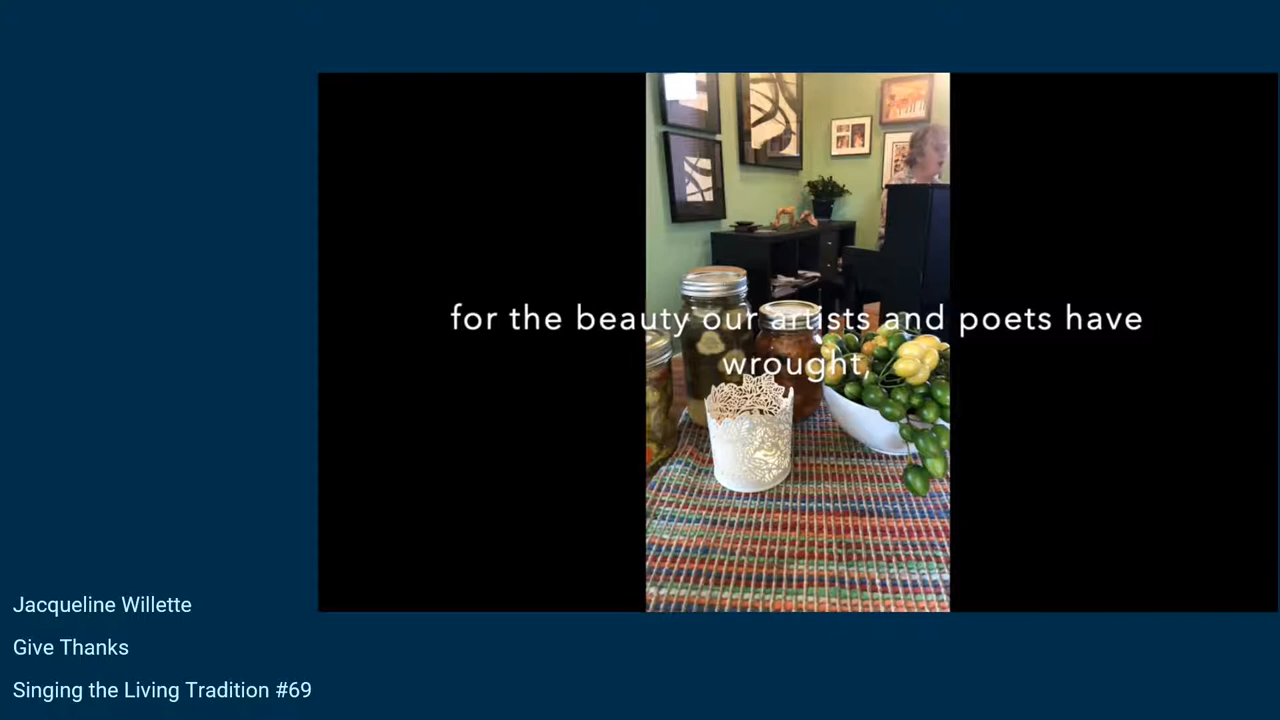 for the beauty our artists and poets have
wrought,
Jacqueline Willette
Give Thanks
Singing the Living Tradition #69